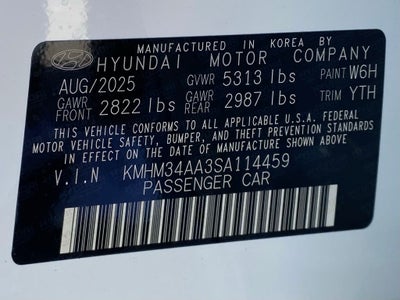 MANUFACTURED IN KOREA BY
HYUNDAI MOTOR COMPANY
AUG/2025 GVWR 5313 lbs PAINT W6H
GAWR FRONT 2822 lbs GAWR REAR 2987 lbs TRIM YTH
THIS VEHICLE CONFORMS TO ALL APPLICABLE U.S.A. FEDERAL
MOTOR VEHICLE SAFETY, BUMPER, AND THEFT PREVENTION STANDARDS
IN EFFECT ON THE DATE OF MANUFACTURE SHOWN ABOVE
V.I.N KMHM34AA3SA114459
PASSENGER CAR